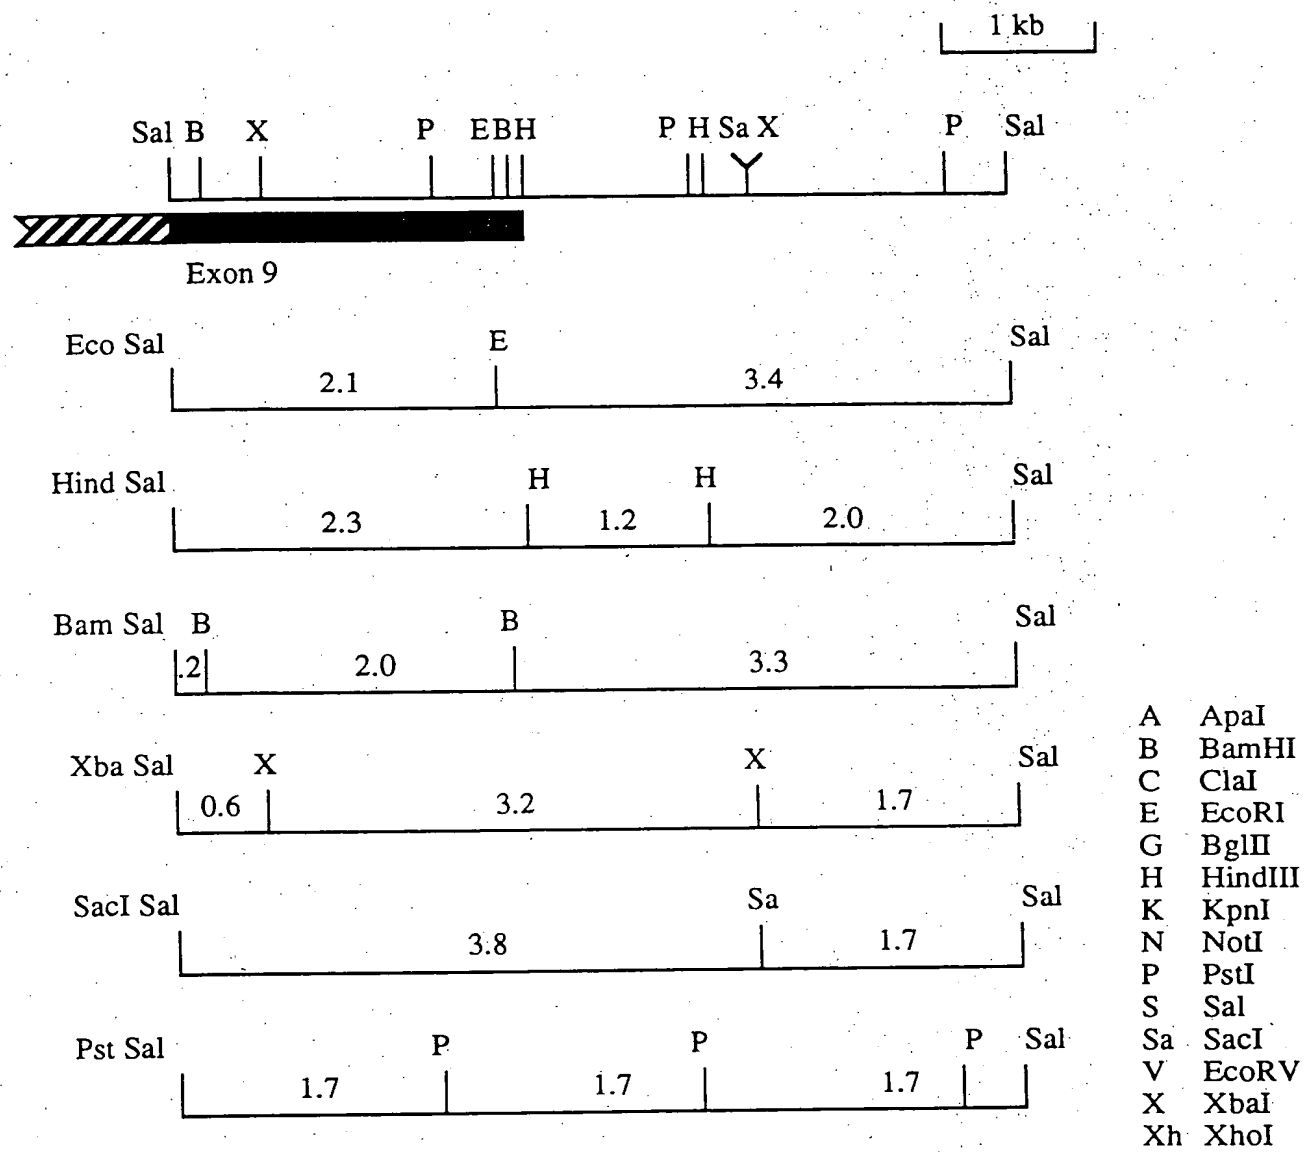 1 kb
Sal B X P E B H P H Sa X P Sal
Exon 9
Eco Sal E Sal
2.1 3.4
Hind Sal H H Sal
2.3 1.2 2.0
Bam Sal B B Sal
.2 2.0 3.3
Xba Sal X X Sal
0.6 3.2 1.7
SacI Sal Sa Sal
3.8 1.7
Pst Sal P P P Sal
1.7 1.7 1.7
A ApaI
B BamHI
C ClaI
E EcoRI
G BglII
H HindIII
K KpnI
N NotI
P PstI
S Sal
Sa SacI
V EcoRV
X XbaI
Xh XhoI